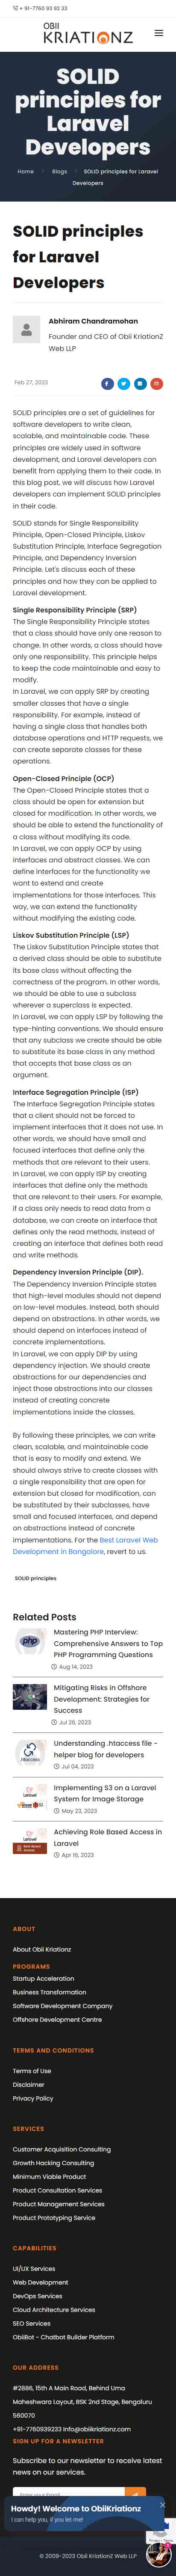 + 91-7760 93 92 33
OBII
KRIATIONZ
SOLID
principles for
Laravel
Developers
Home / Blogs / SOLID principles for Laravel
Developers
SOLID principles
for Laravel
Developers
Abhiram Chandramohan
Founder and CEO of Obii KriationZ
Web LLP
Feb 27, 2023
SOLID principles are a set of guidelines for
software developers to write clean,
scalable, and maintainable code. These
principles are widely used in software
development, and Laravel developers can
benefit from applying them to their code. In
this blog post, we will discuss how Laravel
developers can implement SOLID principles
in their code.
SOLID stands for Single Responsibility
Principle, Open-Closed Principle, Liskov
Substitution Principle, Interface Segregation
Principle, and Dependency Inversion
Principle. Let's discuss each of these
principles and how they can be applied to
Laravel development.
Single Responsibility Principle (SRP)
The Single Responsibility Principle states
that a class should have only one reason to
change. In other words, a class should have
only one responsibility. This principle helps
to keep the code maintainable and easy to
modify.
In Laravel, we can apply SRP by creating
smaller classes that have a single
responsibility. For example, instead of
having a single class that handles both
database operations and HTTP requests, we
can create separate classes for these
operations.
Open-Closed Principle (OCP)
The Open-Closed Principle states that a
class should be open for extension but
closed for modification. In other words, we
should be able to extend the functionality of
a class without modifying its code.
In Laravel, we can apply OCP by using
interfaces and abstract classes. We can
define interfaces for the functionality we
want to extend and create
implementations for those interfaces. This
way, we can extend the functionality
without modifying the existing code.
Liskov Substitution Principle (LSP)
The Liskov Substitution Principle states that
a derived class should be able to substitute
its base class without affecting the
correctness of the program. In other words,
we should be able to use a subclass
wherever a superclass is expected.
In Laravel, we can apply LSP by following the
type-hinting conventions. We should ensure
that any subclass we create should be able
to substitute its base class in any method
that accepts that base class as an
argument.
Interface Segregation Principle (ISP)
The Interface Segregation Principle states
that a client should not be forced to
implement interfaces that it does not use. In
other words, we should have small and
focused interfaces that define only the
methods that are relevant to their users.
In Laravel, we can apply ISP by creating
interfaces that define only the methods
that are relevant to their users. For example,
if a class only needs to read data from a
database, we can create an interface that
defines only the read methods, instead of
creating an interface that defines both read
and write methods.
Dependency Inversion Principle (DIP).
The Dependency Inversion Principle states
that high-level modules should not depend
on low-level modules. Instead, both should
depend on abstractions. In other words, we
should depend on interfaces instead of
concrete implementations.
In Laravel, we can apply DIP by using
dependency injection. We should create
abstractions for our dependencies and
inject those abstractions into our classes
instead of creating concrete
implementations inside the classes.
By following these principles, we can write
clean, scalable, and maintainable code
that is easy to modify and extend. We
should always strive to create classes with
a single responsibility that are open for
extension but closed for modification, can
be substituted by their subclasses, have
small and focused interfaces, and depend
on abstractions instead of concrete
implementations. For the Best Laravel Web
Development in Bangalore, revert to us.
SOLID principles
Related Posts
Mastering PHP Interview:
Comprehensive Answers to Top
PHP Programming Questions
Aug 14, 2023
Mitigating Risks in Offshore
Development: Strategies for
Success
Jul 26, 2023
Understanding .htaccess file -
helper blog for developers
Jul 04, 2023
Implementing S3 on a Laravel
System for Image Storage
May 23, 2023
Achieving Role Based Access in
Laravel
Apr 16, 2023
ABOUT
About Obii Kriationz
PROGRAMS
Startup Acceleration
Business Transformation
Software Development Company
Offshore Development Centre
TERMS AND CONDITIONS
Terms of Use
Disclaimer
Privacy Policy
SERVICES
Customer Acquisition Consulting
Growth Hacking Consulting
Minimum Viable Product
Product Consultation Services
Product Management Services
Product Prototyping Service
CAPABILITIES
UI/UX Services
Web Development
DevOps Services
Cloud Architecture Services
SEO Services
ObiiBot - Chatbot Builder Platform
OUR ADDRESS
#2886, 15th A Main Road, Behind Uma
Maheshwara Layout, BSK 2nd Stage, Bengaluru
560070
+91-7760939233 info@obiikriationz.com
SIGN UP FOR A NEWSLETTER
Subscribe to our newsletter to receive latest
news on our services.
Howdy! Welcome to ObiiKriationz
I can help you, if you let me!
© 2009-2023 Obii KriationZ Web LLP